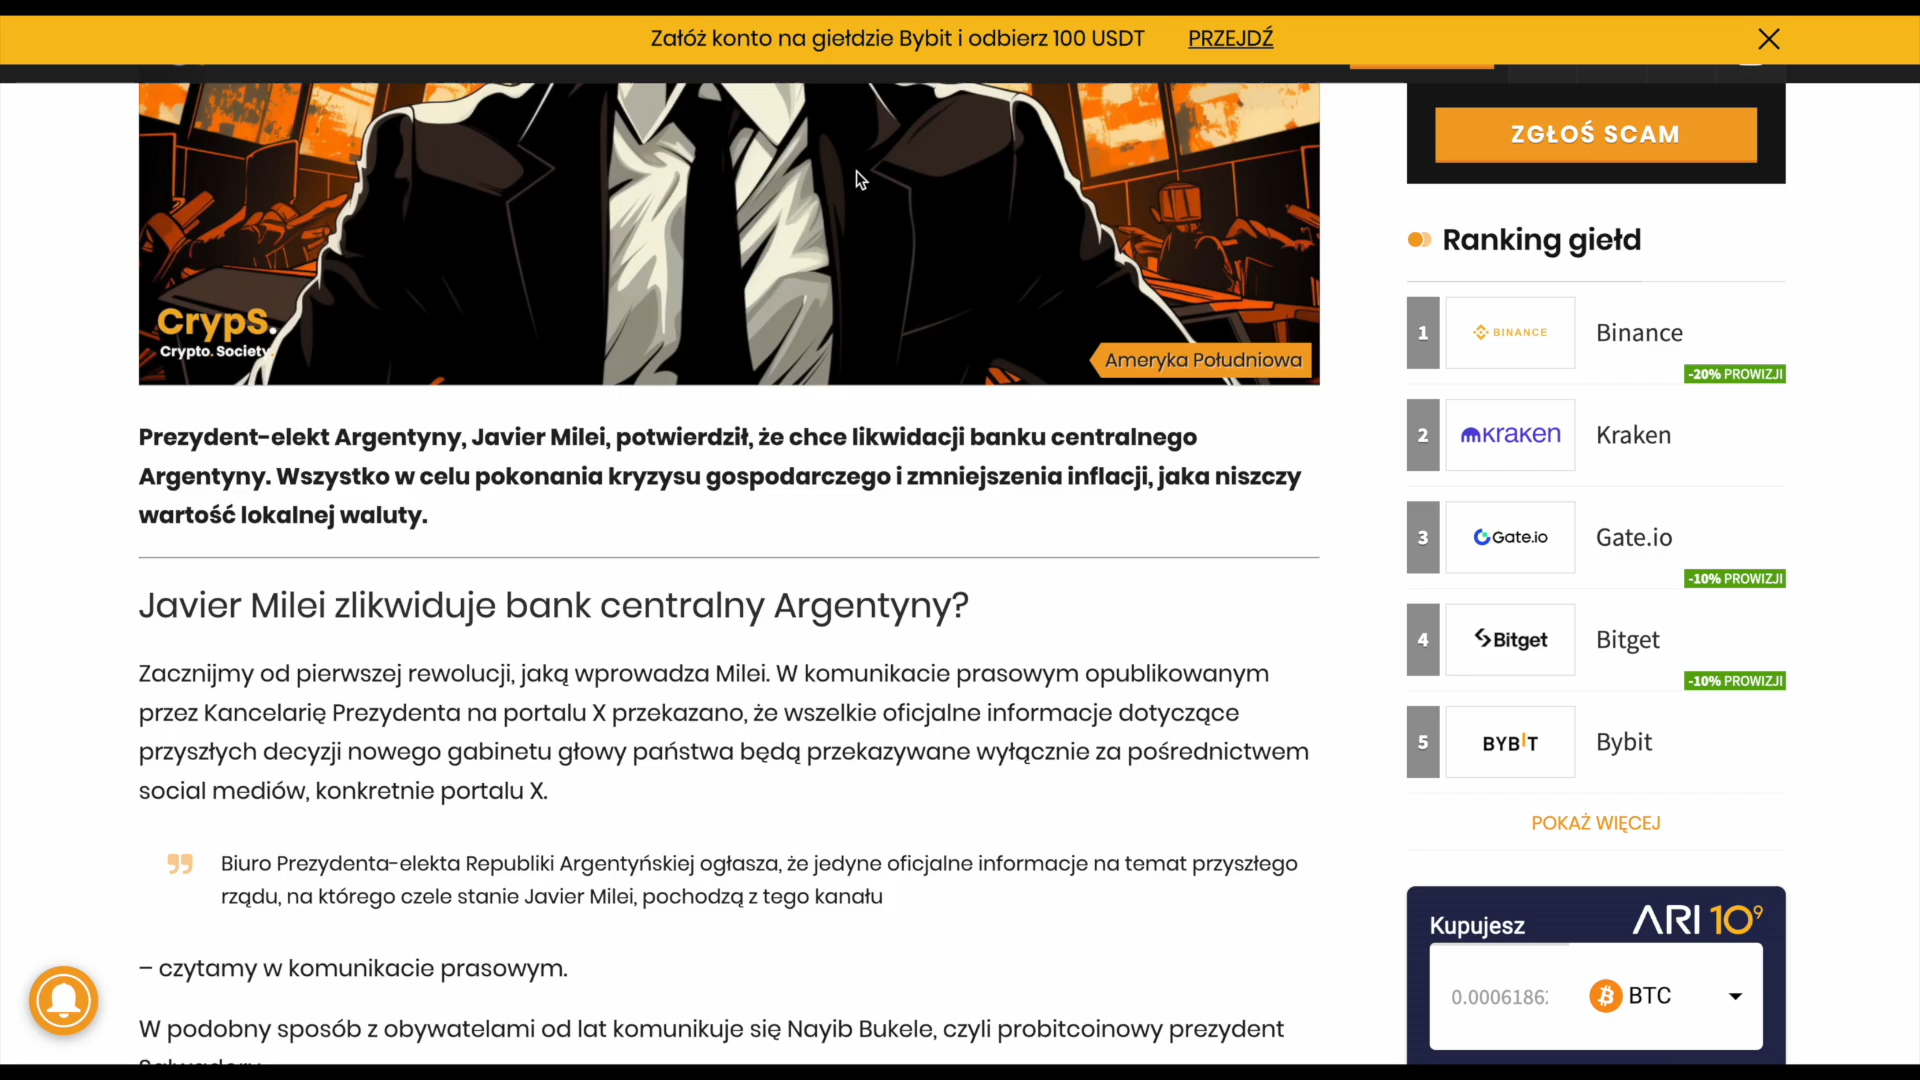 Załóż konto na giełdzie Bybit i odbierz 100 USDT PRZEJDŹ
ZGŁOŚ SCAM
CrypS.
Crypto. Society.
Ameryka Południowa
Prezydent-elekt Argentyny, Javier Milei, potwierdził, że chce likwidacji banku centralnego
Argentyny. Wszystko w celu pokonania kryzysu gospodarczego i zmniejszenia inflacji, jaka niszczy
wartość lokalnej waluty.
Javier Milei zlikwiduje bank centralny Argentyny?
Zacznijmy od pierwszej rewolucji, jaką wprowadza Milei. W komunikacie prasowym opublikowanym
przez Kancelarię Prezydenta na portalu X przekazano, że wszelkie oficjalne informacje dotyczące
przyszłych decyzji nowego gabinetu głowy państwa będą przekazywane wyłącznie za pośrednictwem
social mediów, konkretnie portalu X.
Biuro Prezydenta-elekta Republiki Argentyńskiej ogłasza, że jedyne oficjalne informacje na temat przyszłego
rządu, na którego czele stanie Javier Milei, pochodzą z tego kanału
– czytamy w komunikacie prasowym.
W podobny sposób z obywatelami od lat komunikuje się Nayib Bukele, czyli probitcoinowy prezydent
Ranking giełd
1 BINANCE Binance
-20% PROWIZJI
2 kraken Kraken
3 Gate.io Gate.io
-10% PROWIZJI
4 Bitget Bitget
-10% PROWIZJI
5 BYBIT Bybit
POKAŻ WIĘCEJ
Kupujesz ARI 10⁹
0.0006186 BTC